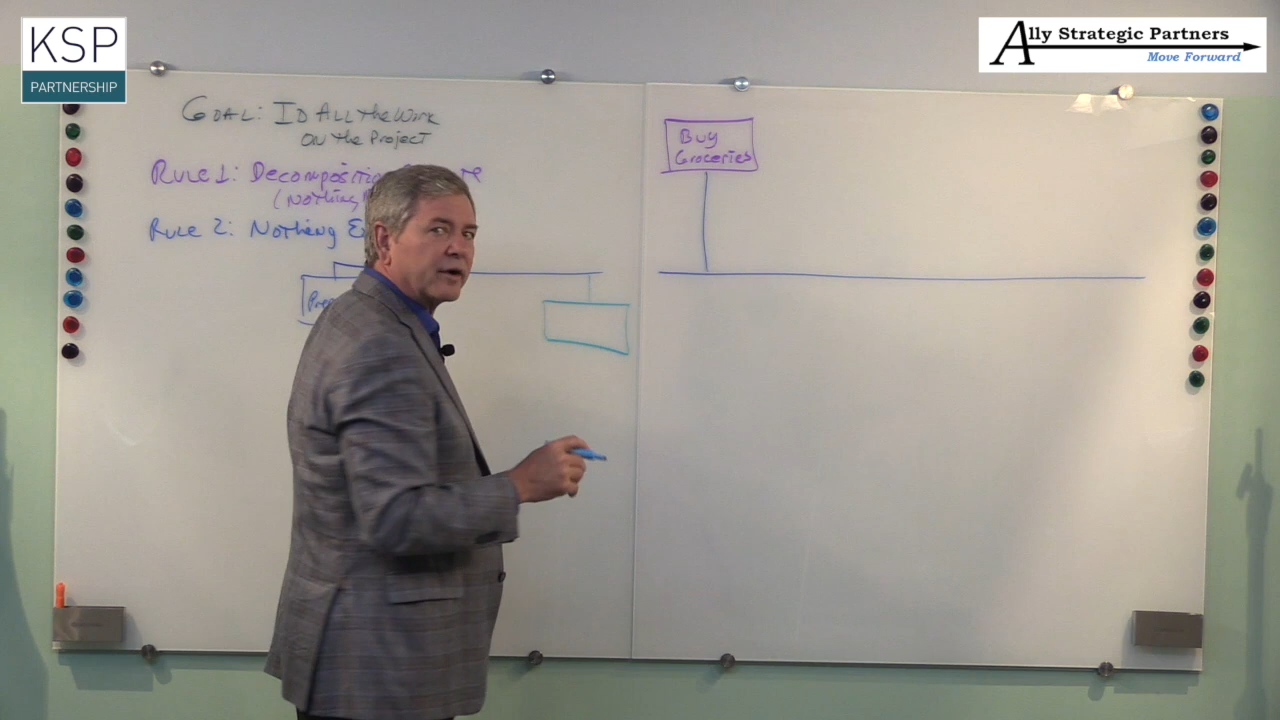 KSP
PARTNERSHIP
Ally Strategic Partners
Move Forward
GOAL: ID All the Work
on the Project
Rule 1: Decomposition
(Nothing
Rule 2: Nothing
Buy
Groceries